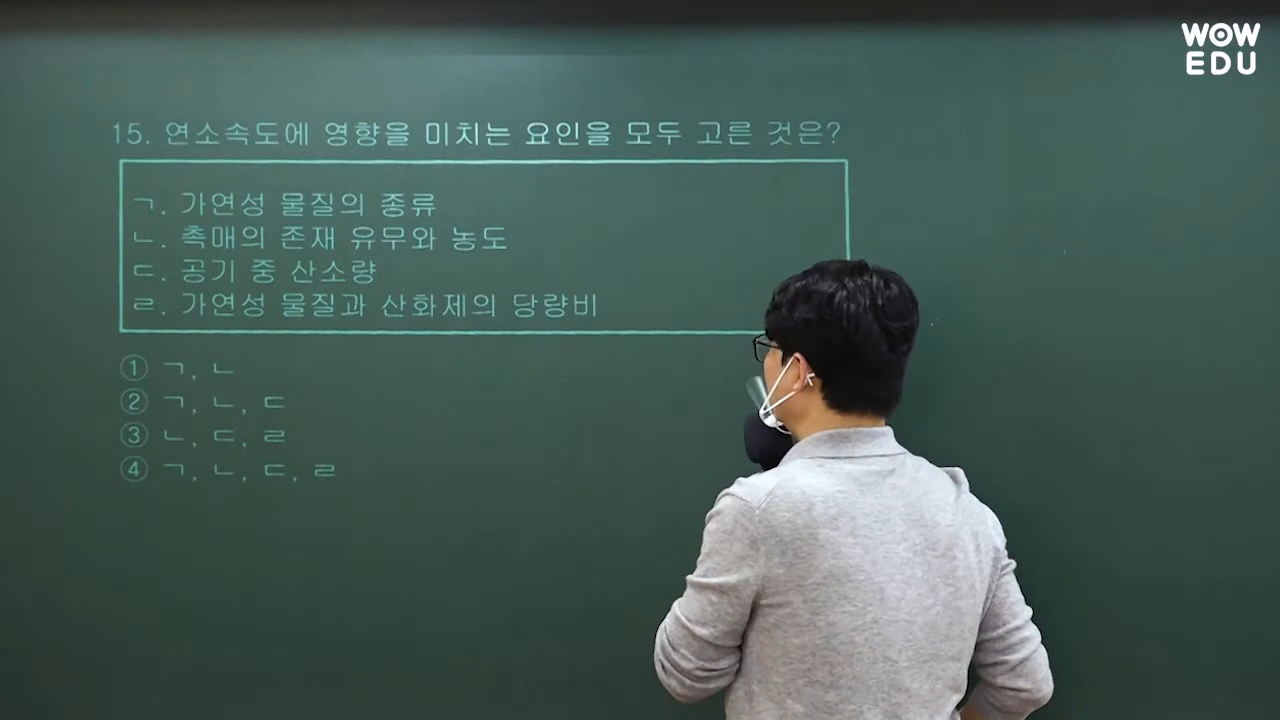 WOW
EDU
15. 연소속도에 영향을 미치는 요인을 모두 고른 것은?
ㄱ. 가연성 물질의 종류
ㄴ. 촉매의 존재 유무와 농도
ㄷ. 공기 중 산소량
ㄹ. 가연성 물질과 산화제의 당량비
① ㄱ, ㄴ
② ㄱ, ㄴ, ㄷ
③ ㄴ, ㄷ, ㄹ
④ ㄱ, ㄴ, ㄷ, ㄹ